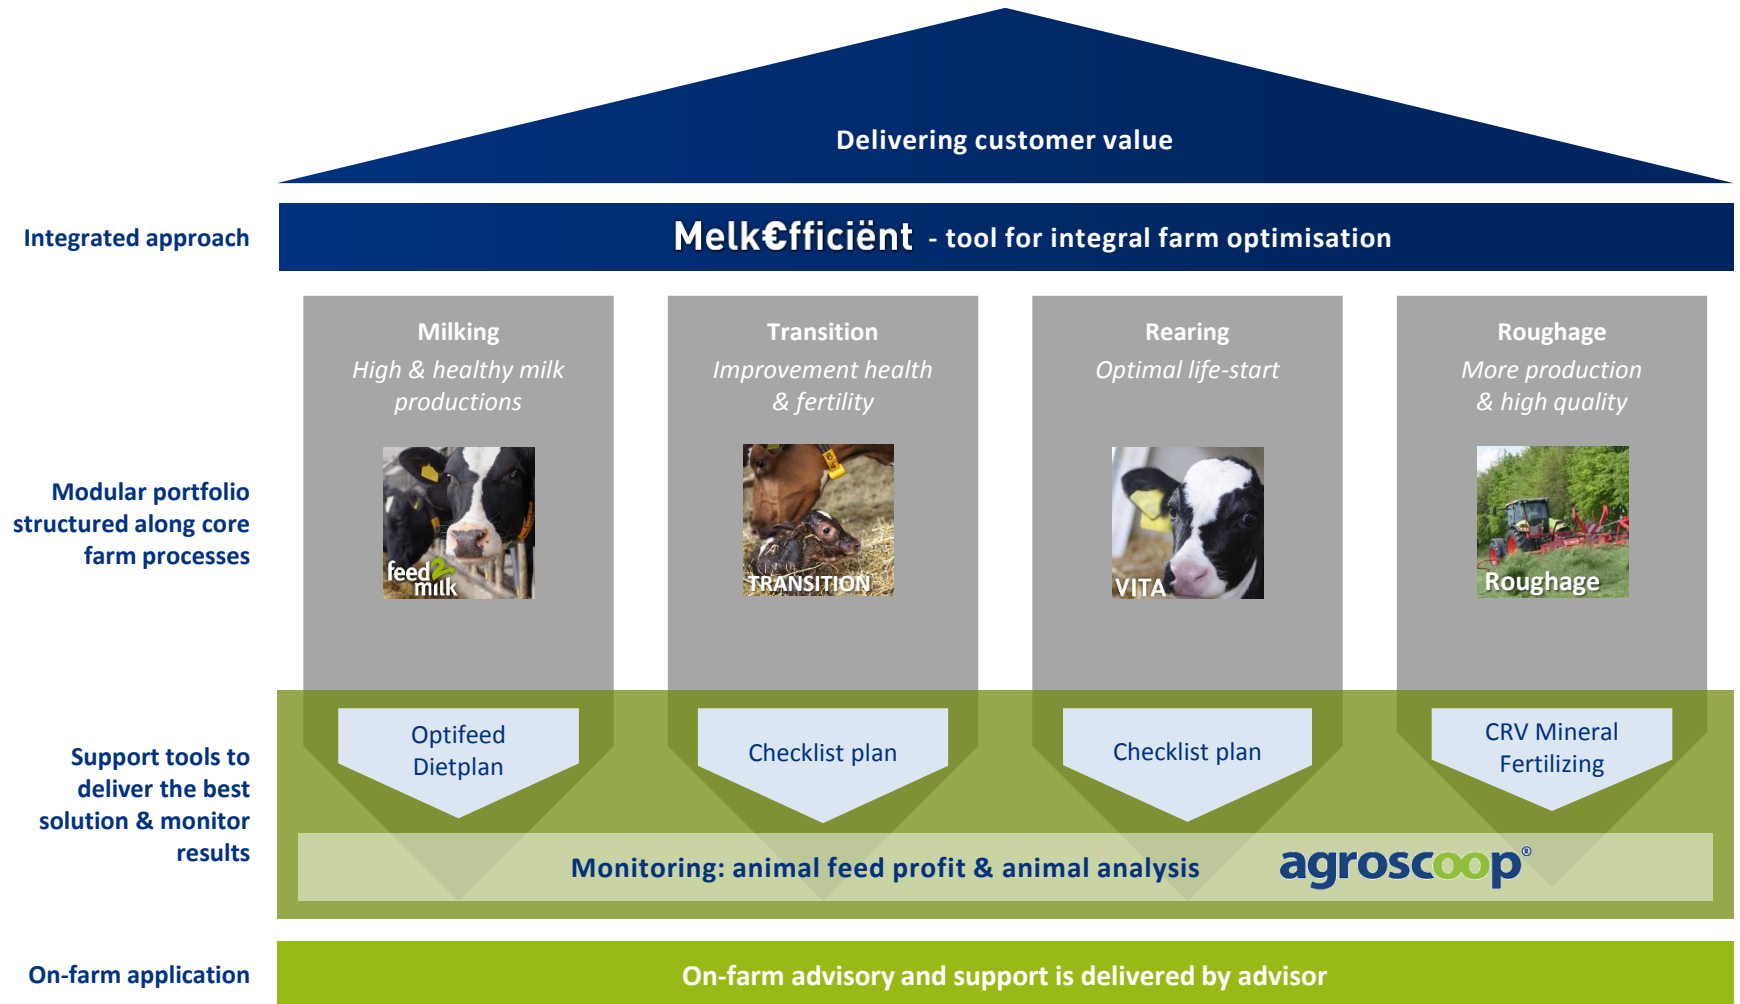 Delivering customer value
Integrated approach
Melk€fficiënt - tool for integral farm optimisation
Milking
High & healthy milk
productions
feed2
milk
Transition
Improvement health
& fertility
TRANSITION
Rearing
Optimal life-start
VITA
Roughage
More production
& high quality
Roughage
Modular portfolio
structured along core
farm processes
Support tools to
deliver the best
solution & monitor
results
Optifeed
Dietplan
Checklist plan
Checklist plan
CRV Mineral
Fertilizing
Monitoring: animal feed profit & animal analysis
agroscoop®
On-farm application
On-farm advisory and support is delivered by advisor